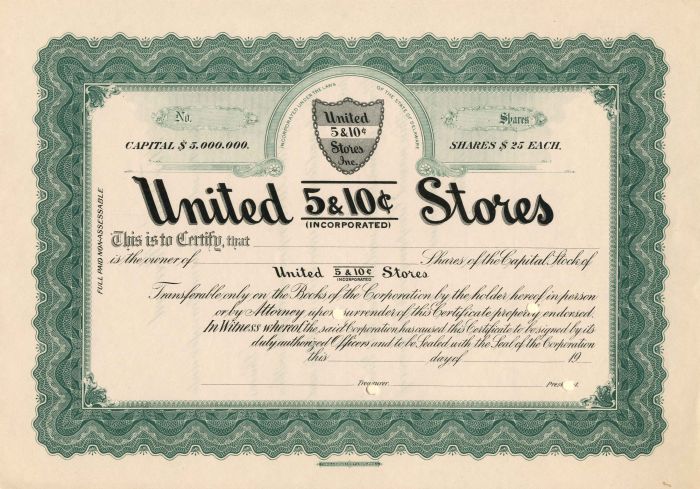 INCORPORATED UNDER THE LAWS OF THE STATE OF DELAWARE
No.
Shares
United
5 & 10¢
Stores
Inc.
CAPITAL $ 5.000.000.
SHARES $ 25 EACH.
United 5 & 10¢ Stores
(INCORPORATED)
FULL PAID NON-ASSESSABLE
This is to Certify, that
is the owner of Shares of the Capital Stock of
United 5 & 10¢ Stores
INCORPORATED
Transferable only on the Books of the Corporation by the holder hereof in person
or by Attorney upon surrender of this Certificate properly endorsed.
In Witness whereof, the said Corporation has caused this Certificate to be signed by its
duly authorized Officers and to be Sealed with the Seal of the Corporation
this day of 19
Treasurer. President.